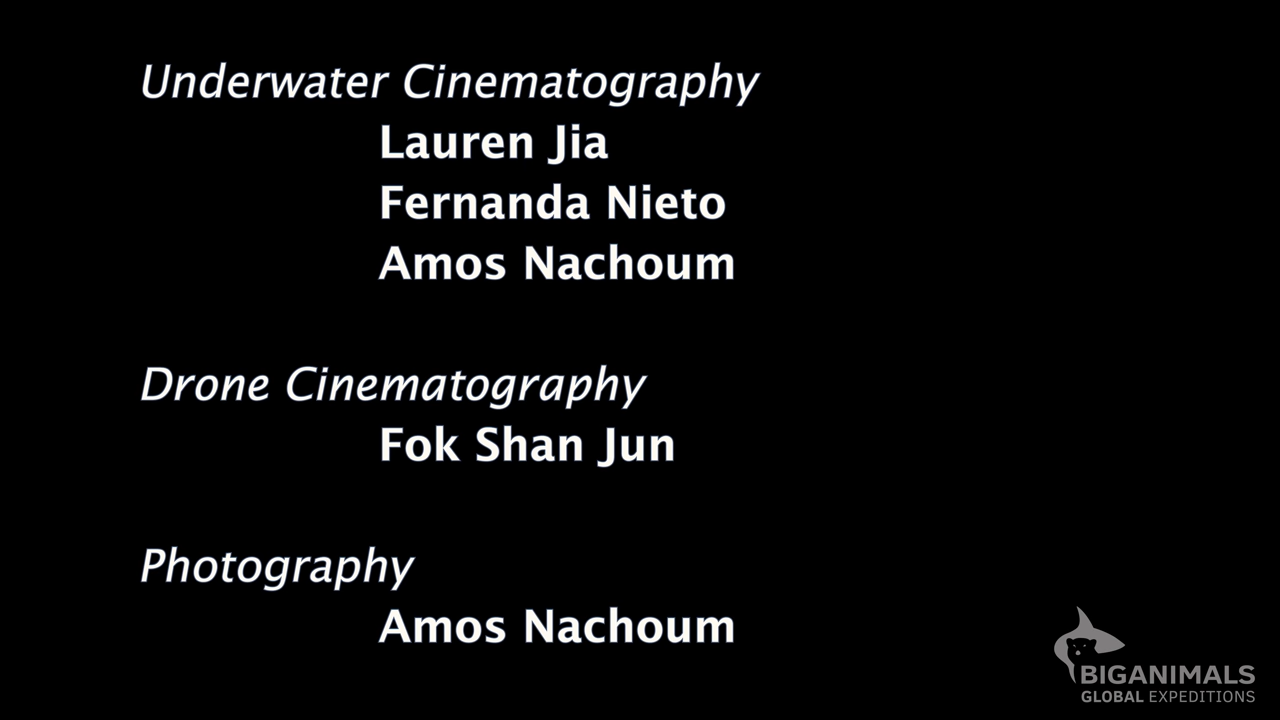 Underwater Cinematography
Lauren Jia
Fernanda Nieto
Amos Nachoum
Drone Cinematography
Fok Shan Jun
Photography
Amos Nachoum
BIGANIMALS
GLOBAL EXPEDITIONS